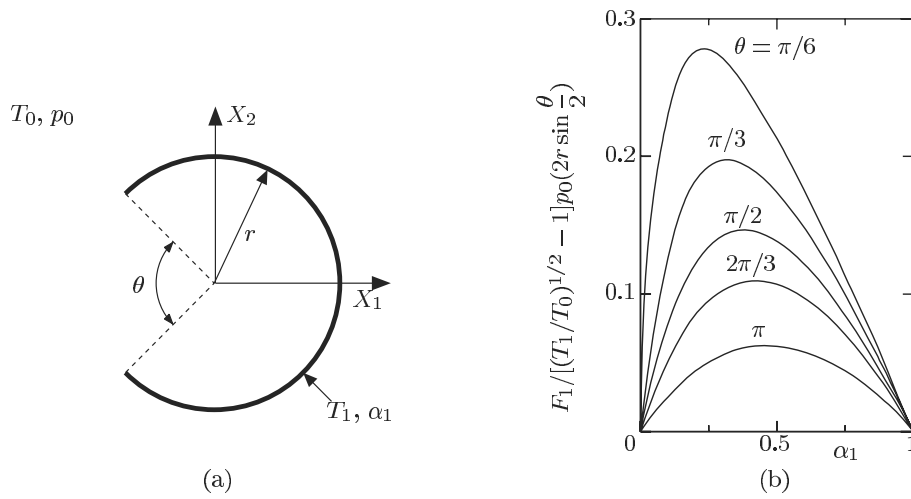 T₀, p₀
X₂
r
θ
X₁
T₁, α₁
(a)
F₁/[(T₁/T₀)^{1/2} − 1]p₀(2r sin θ/2)
0.3
0.2
0.1
0
0.5
α₁
1
θ = π/6
π/3
π/2
2π/3
π
(b)